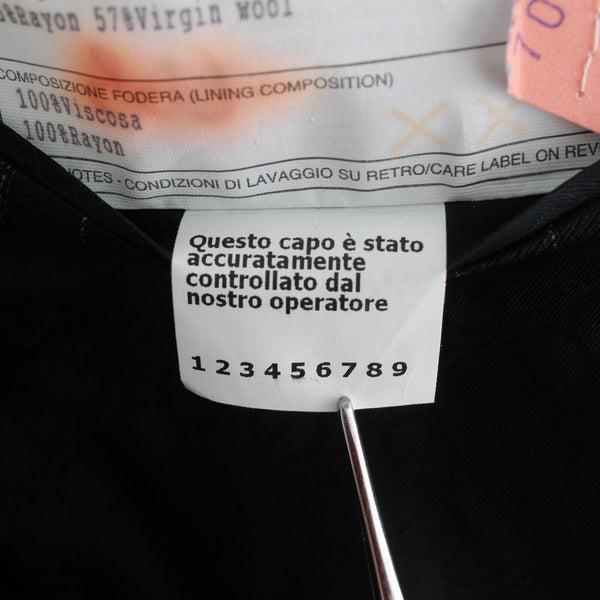 %Rayon 57%Virgin Wool
COMPOSIZIONE FODERA (LINING COMPOSITION)
100%Viscosa
100%Rayon
NOTES - CONDIZIONI DI LAVAGGIO SU RETRO/CARE LABEL ON REV
70
Questo capo è stato
accuratamente
controllato dal
nostro operatore
1 2 3 4 5 6 7 8 9